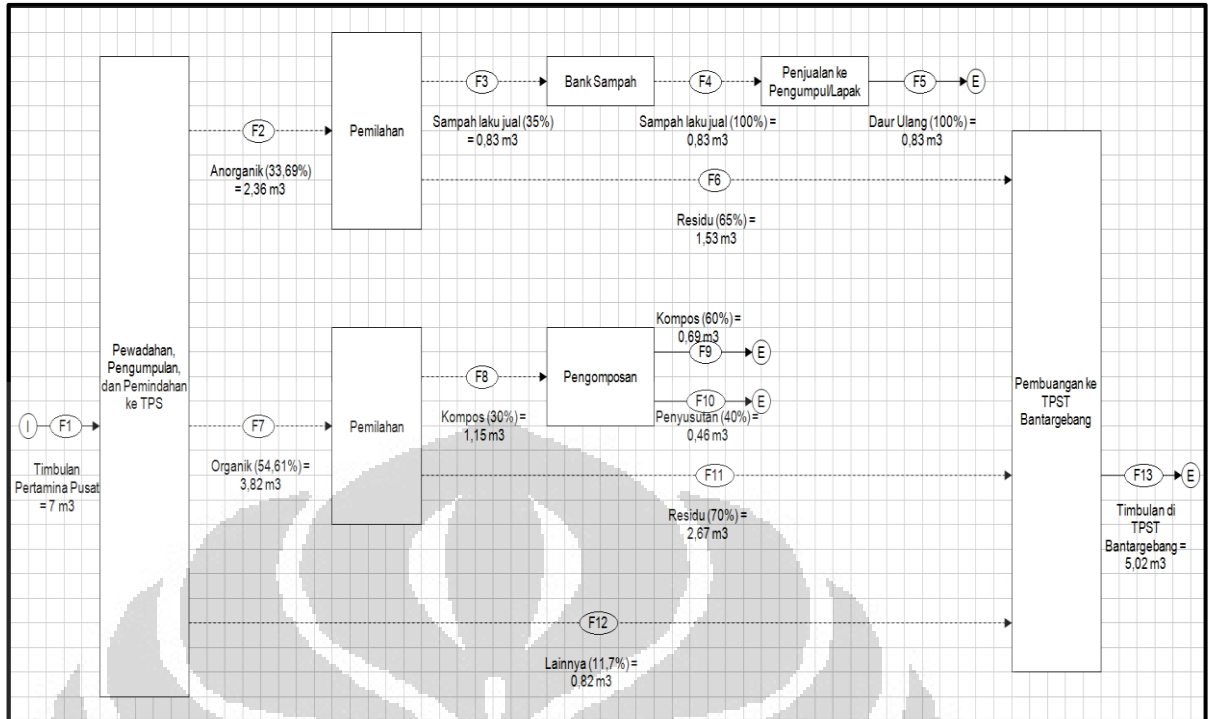 F3
Bank Sampah
F4
Penjualan ke
Pengumpul/Lapak
F5
E
Sampah laku jual (35%)
= 0,83 m3
Sampah laku jual (100%) =
0,83 m3
Daur Ulang (100%) =
0,83 m3
F2
Pemilahan
Anorganik (33,69%)
= 2,36 m3
F6
Residu (65%) =
1,53 m3
Pewadahan,
Pengumpulan,
dan Pemindahan
ke TPS
Kompos (60%) =
0,69 m3
F9
E
F8
Pengomposan
Kompos (30%) =
1,15 m3
F10
E
Penyusutan (40%) =
0,46 m3
Pembuangan ke
TPST
Bantargebang
I
F1
F7
Pemilahan
Timbulan
Pertamina Pusat
= 7 m3
Organik (54,61%) =
3,82 m3
F11
Residu (70%) =
2,67 m3
F13
E
Timbulan di
TPST
Bantargebang =
5,02 m3
F12
Lainnya (11,7%) =
0,82 m3